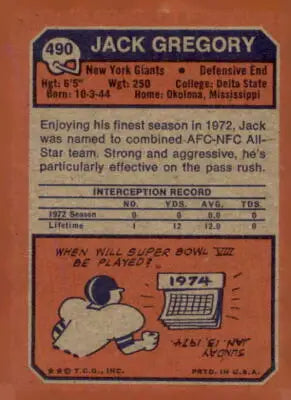 490
JACK GREGORY
New York Giants • Defensive End
Hgt: 6'5" Wgt: 250 College: Delta State
Born: 10-3-44 Home: Okolona, Mississippi
Enjoying his finest season in 1972, Jack
was named to combined AFC-NFC All-
Star team. Strong and aggressive, he's
particularly effective on the pass rush.
INTERCEPTION RECORD
NO. YDS. AVG. TDS.
1972 Season 0 0 0.0 0
Lifetime 1 12 12.0 0
WHEN WILL SUPER BOWL VIII
BE PLAYED?
1974
SUNDAY
JAN. 13, 1974
★★ © T.C.G., INC. PRTD. IN U.S.A.